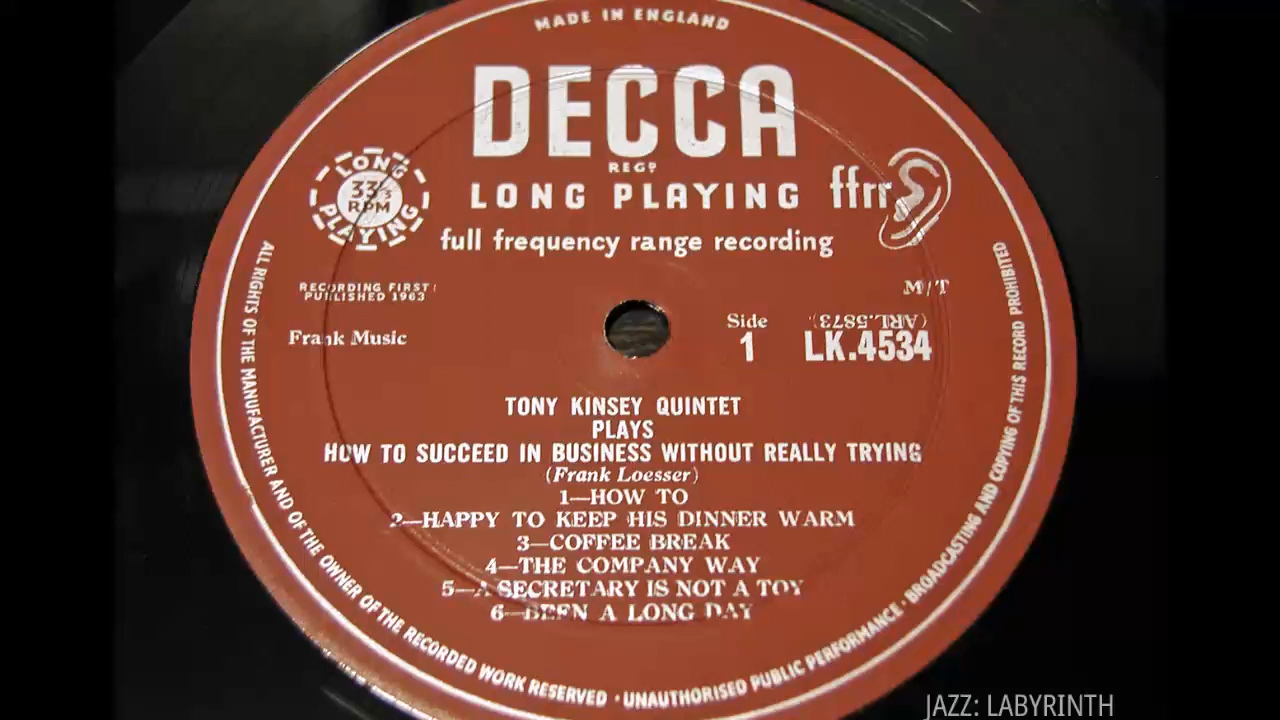 MADE IN ENGLAND
DECCA
REGD
LONG PLAYING
ffrr
full frequency range recording
LONG
33⅓
RPM
PLAYING
RECORDING FIRST
PUBLISHED 1963
M/T
Frank Music
Side
1
(ARL.5873)
LK.4534
TONY KINSEY QUINTET
PLAYS
HOW TO SUCCEED IN BUSINESS WITHOUT REALLY TRYING
(Frank Loesser)
1—HOW TO
2—HAPPY TO KEEP HIS DINNER WARM
3—COFFEE BREAK
4—THE COMPANY WAY
5—A SECRETARY IS NOT A TOY
6—BEEN A LONG DAY
ALL RIGHTS OF THE MANUFACTURER AND OF THE OWNER OF THE RECORDED WORK RESERVED · UNAUTHORISED PUBLIC PERFORMANCE · BROADCASTING AND COPYING OF THIS RECORD PROHIBITED
JAZZ: LABYRINTH